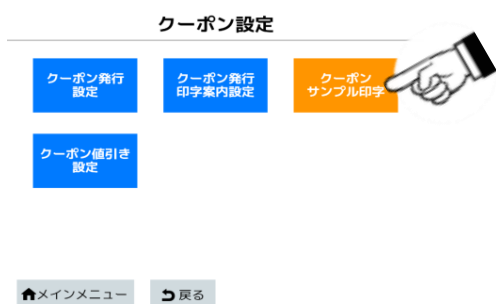 クーポン設定
クーポン発行
設定
クーポン発行
印字案内設定
クーポン
サンプル印字
クーポン値引き
設定
メインメニュー
戻る